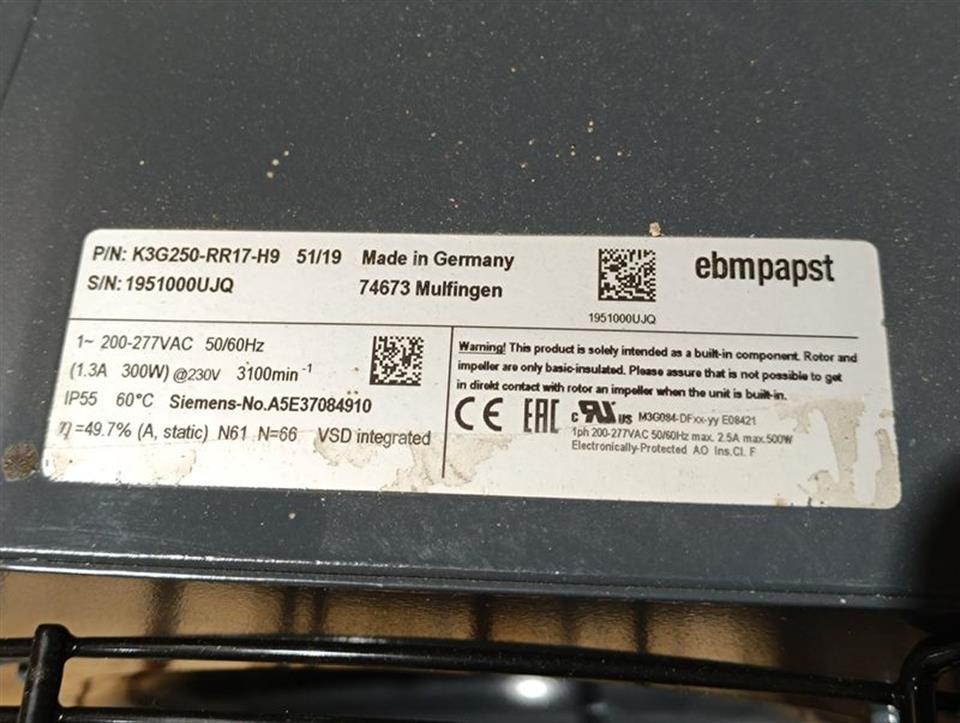 P/N: K3G250-RR17-H9 51/19 Made in Germany
S/N: 1951000UJQ 74673 Mulfingen
1951000UJQ
ebmpapst
1~ 200-277VAC 50/60Hz
(1.3A 300W) @230V 3100min⁻¹
IP55 60°C Siemens-No.A5E37084910
η=49.7% (A, static) N61 N=66 VSD integrated
Warning! This product is solely intended as a built-in component. Rotor and
impeller are only basic-insulated. Please assure that is not possible to get
in direkt contact with rotor an impeller when the unit is built-in.
CE EAC c RU US M3G084-DFxx-yy E08421
1ph 200-277VAC 50/60Hz max. 2.5A max.500W
Electronically-Protected AO Ins.Cl. F